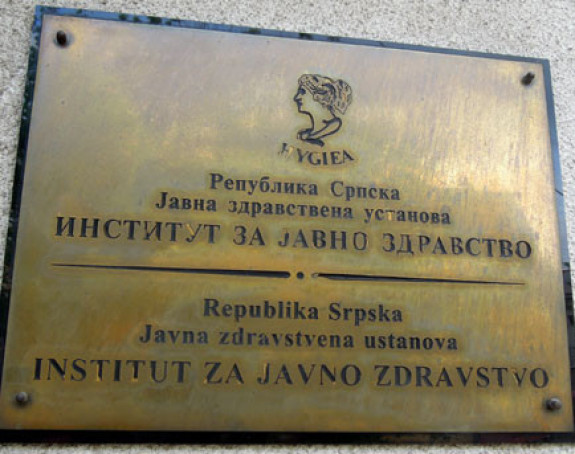 HYGIEA
Република Српска
Јавна здравствена установа
ИНСТИТУТ ЗА ЈАВНО ЗДРАВСТВО
Republika Srpska
Javna zdravstvena ustanova
INSTITUT ZA JAVNO ZDRAVSTVO